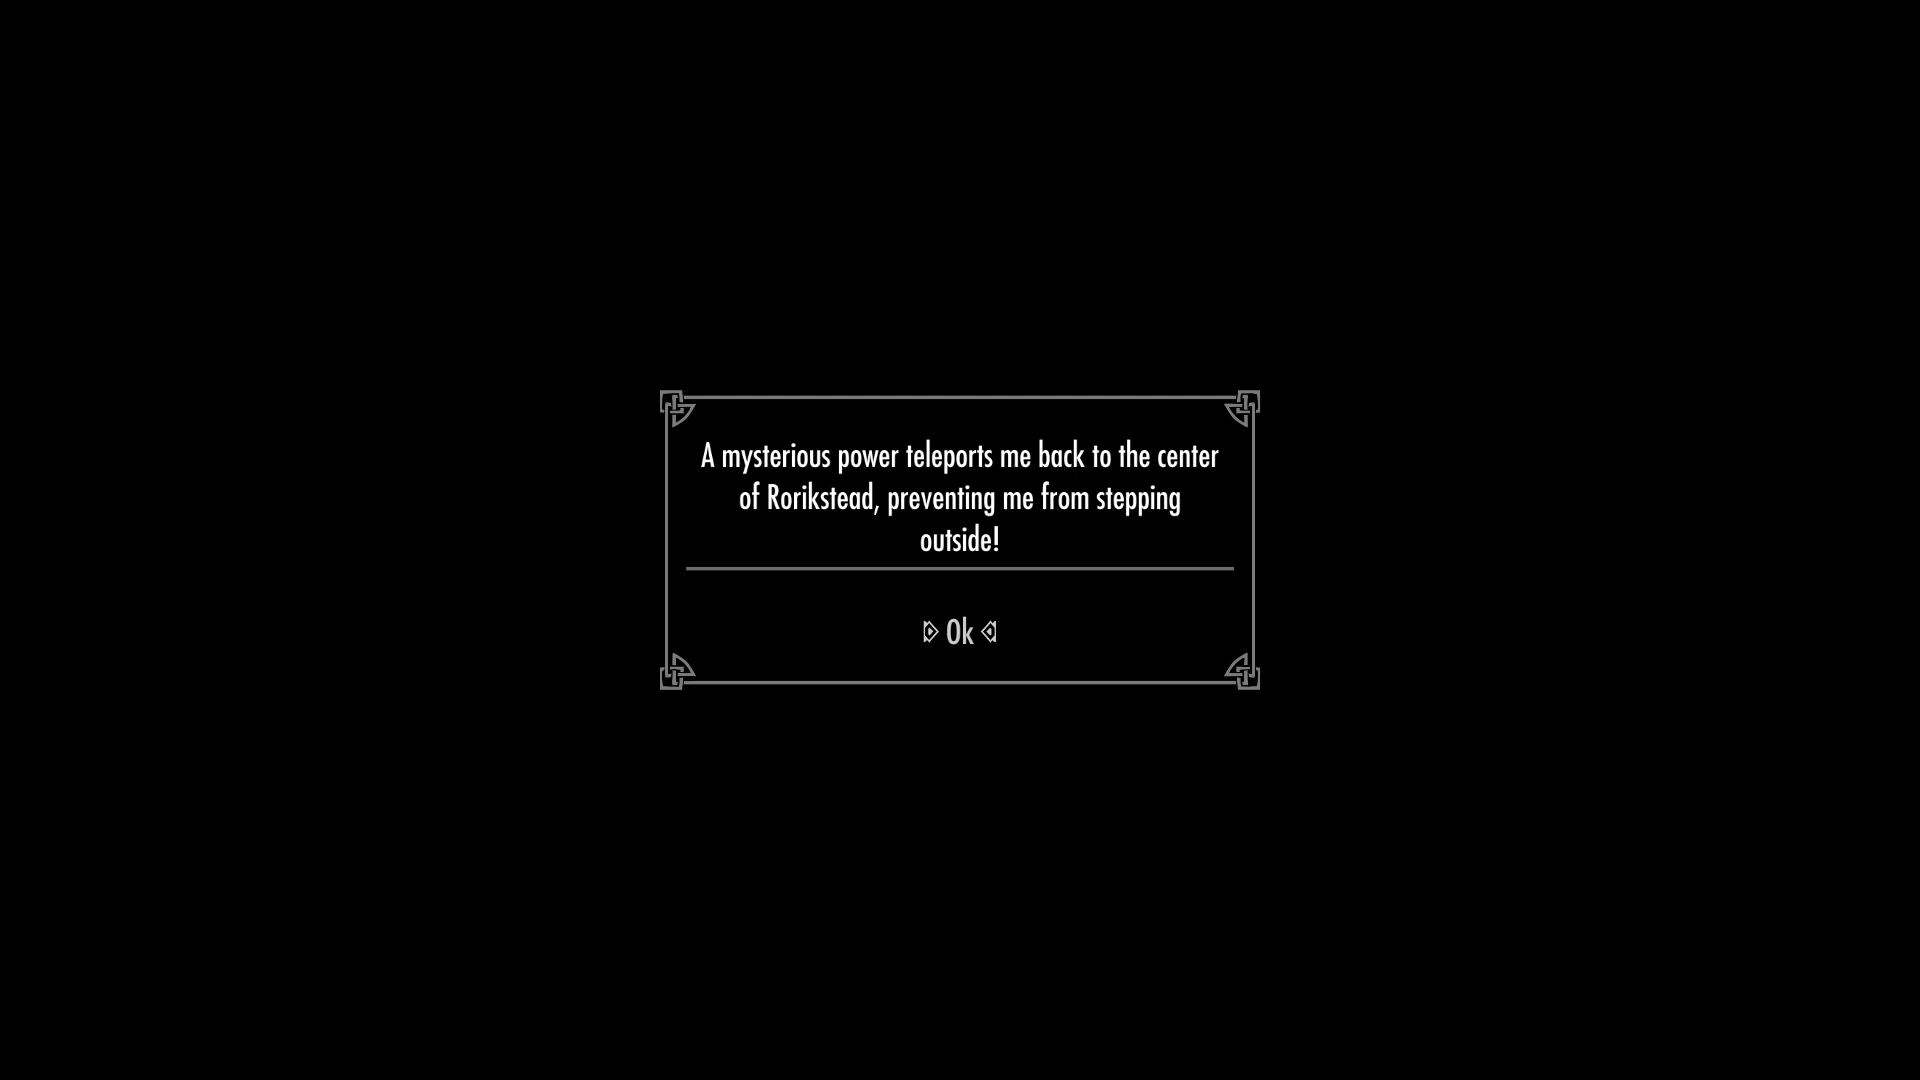 A mysterious power teleports me back to the center
of Rorikstead, preventing me from stepping
outside!
Ok